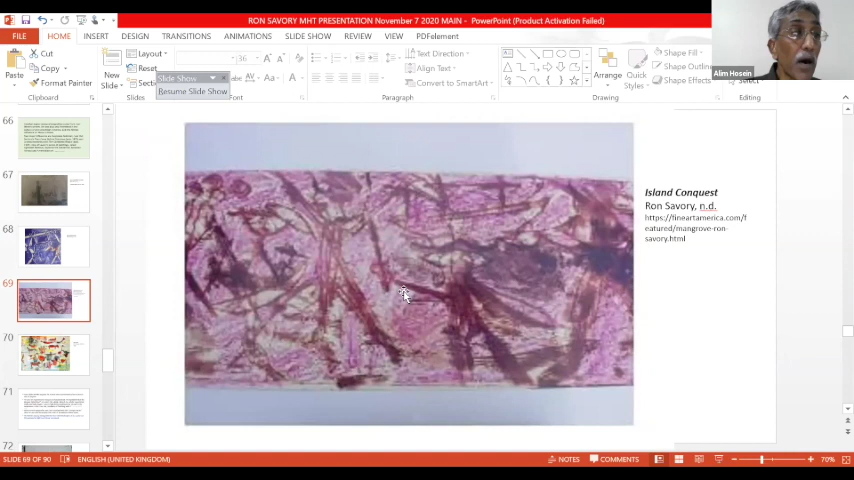 RON SAVORY MHT PRESENTATION November 7 2020 MAIN - PowerPoint (Product Activation Failed)
FILE HOME INSERT DESIGN TRANSITIONS ANIMATIONS SLIDE SHOW REVIEW VIEW PDFelement
Cut
Copy
Format Painter
Paste
Clipboard
New
Slide
Layout
Reset
Slides
Slide Show
Resume Slide Show
36
Font
Text Direction
Align Text
Convert to SmartArt
Paragraph
Arrange
Quick
Styles
Shape Fill
Shape Outline
Shape Effects
Drawing
Select
Editing
Alim Hosein
66
67
68
69
70
71
72
Island Conquest
Ron Savory, n.d.
https://fineartamerica.com/f
eatured/mangrove-ron-
savory.html
SLIDE 69 OF 90 ENGLISH (UNITED KINGDOM) NOTES COMMENTS 70%